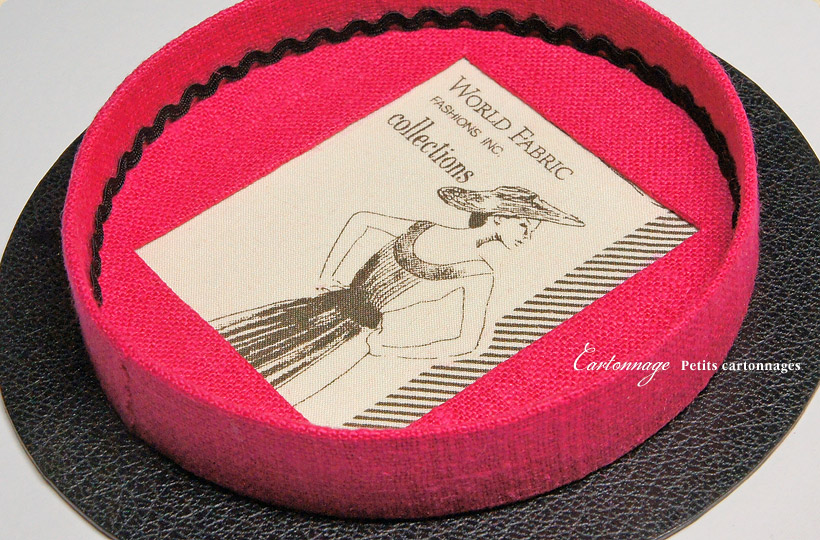 WORLD FABRIC
FASHIONS INC.
collections
Cartonnage Petits cartonnages